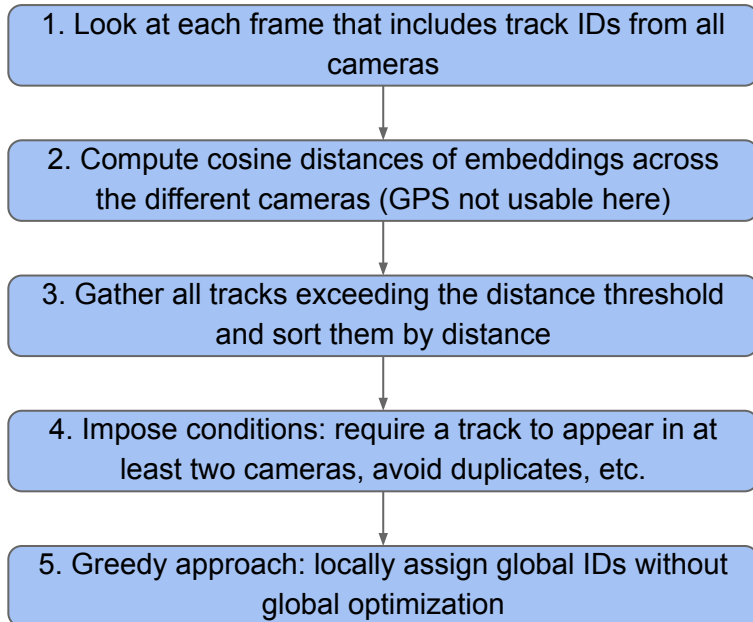 1. Look at each frame that includes track IDs from all
cameras
2. Compute cosine distances of embeddings across
the different cameras (GPS not usable here)
3. Gather all tracks exceeding the distance threshold
and sort them by distance
4. Impose conditions: require a track to appear in at
least two cameras, avoid duplicates, etc.
5. Greedy approach: locally assign global IDs without
global optimization